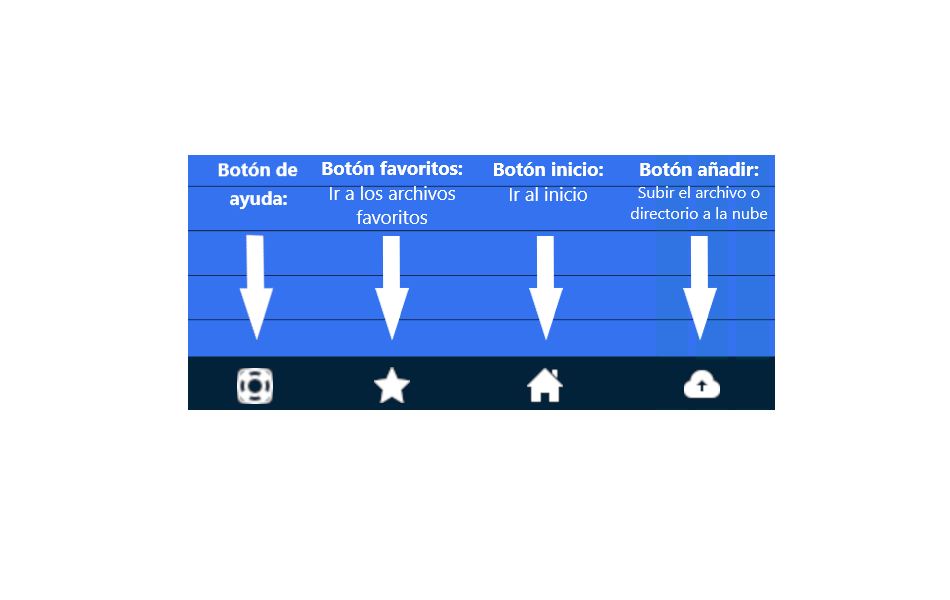 Botón de
ayuda:
Botón favoritos:
Ir a los archivos
favoritos
Botón inicio:
Ir al inicio
Botón añadir:
Subir el archivo o
directorio a la nube